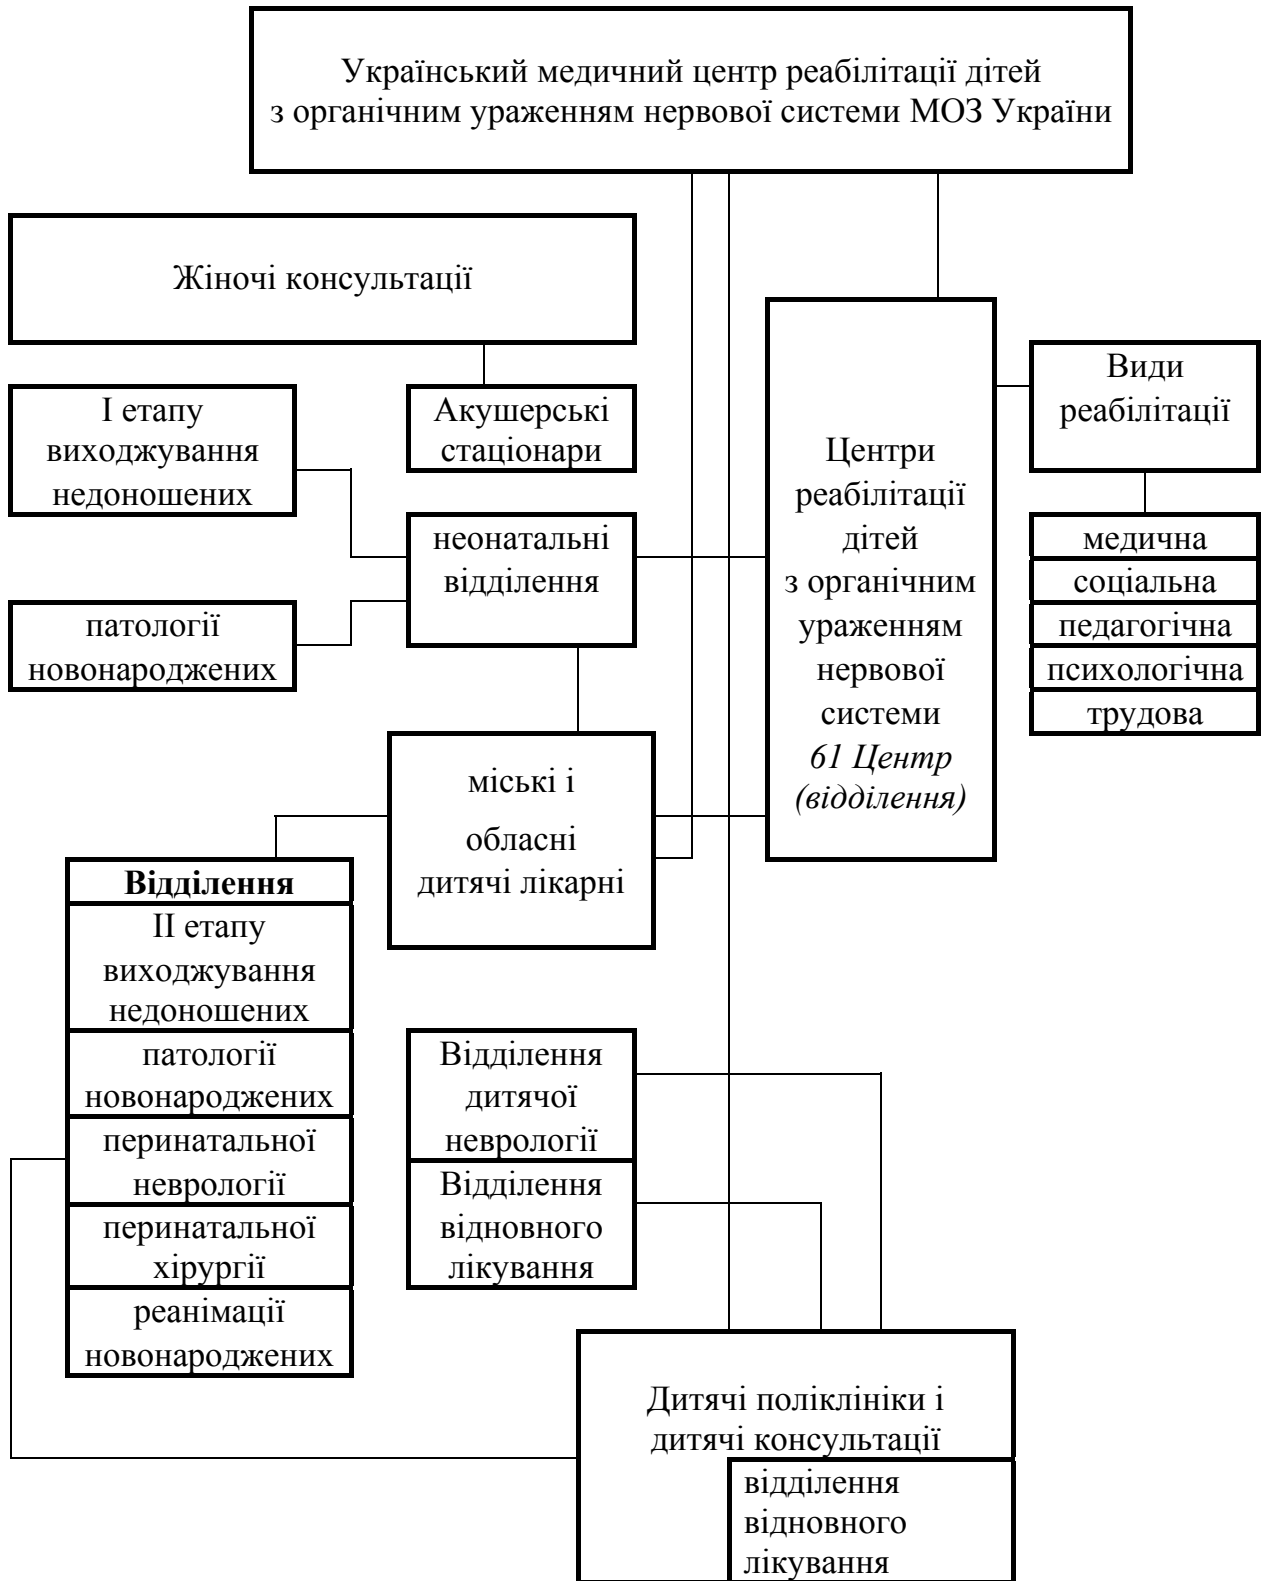 Український медичний центр реабілітації дітей
з органічним ураженням нервової системи МОЗ України
Жіночі консультації
І етапу
виходжування
недоношених
Акушерські
стаціонари
неонатальні
відділення
патології
новонароджених
Центри
реабілітації
дітей
з органічним
ураженням
нервової
системи
61 Центр
(відділення)
Види
реабілітації
медична
соціальна
педагогічна
психологічна
трудова
міські і
обласні
дитячі лікарні
Відділення
ІІ етапу
виходжування
недоношених
патології
новонароджених
перинатальної
неврології
перинатальної
хірургії
реанімації
новонароджених
Відділення
дитячої
неврології
Відділення
відновного
лікування
Дитячі поліклініки і
дитячі консультації
відділення
відновного
лікування